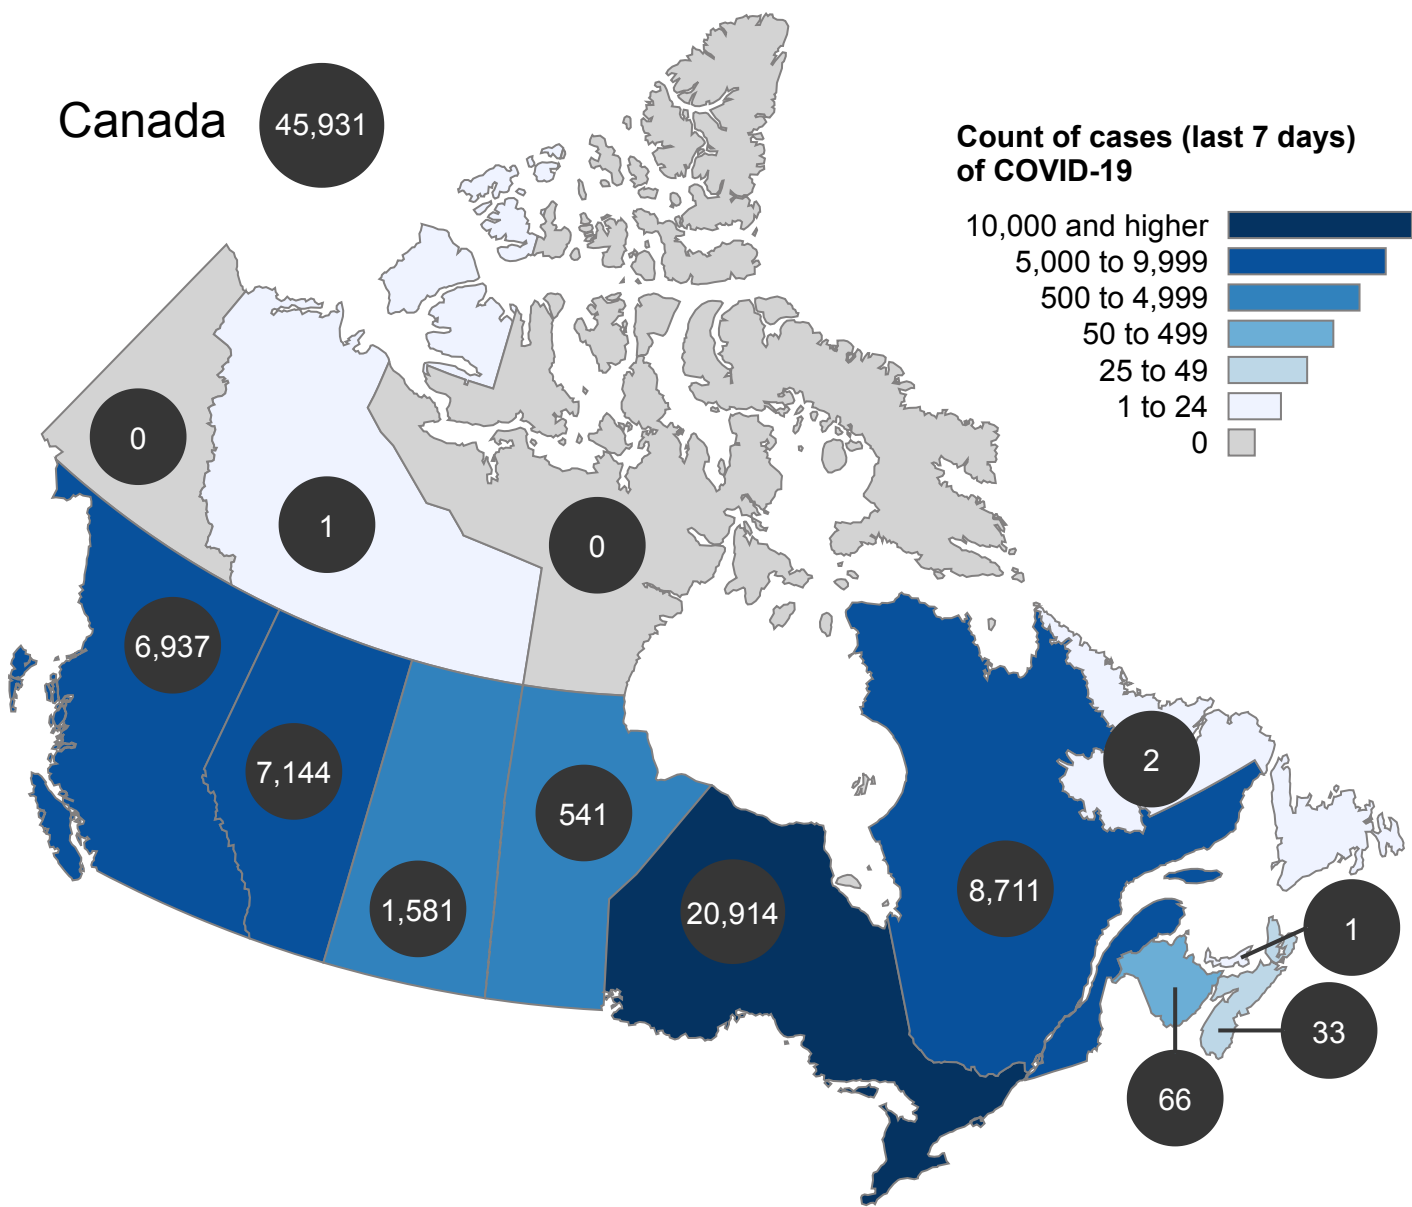 Canada
45,931
Count of cases (last 7 days)
of COVID-19
10,000 and higher
5,000 to 9,999
500 to 4,999
50 to 499
25 to 49
1 to 24
0
0
1
0
6,937
7,144
1,581
541
20,914
8,711
2
1
33
66